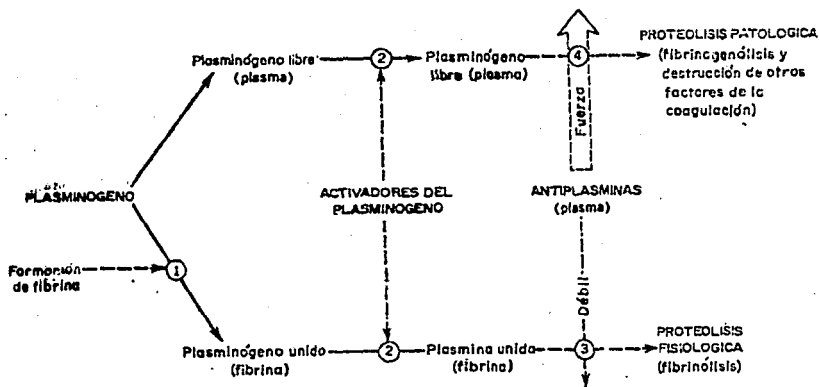 Plasminógeno libre
(plasma)
2
Plasminógeno
libre (plasma)
4
PROTEOLISIS PATOLOGICA
(fibrinogenólisis y
destrucción de otros
factores de la
coagulación)
Fuerza
PLASMINOGENO
ACTIVADORES DEL
PLASMINOGENO
ANTIPLASMINAS
(plasma)
Formación
de fibrina
1
Débil
Plasminógeno unido
(fibrina)
2
Plasmina unida
(fibrina)
3
PROTEOLISIS
FISIOLOGICA
(fibrinólisis)